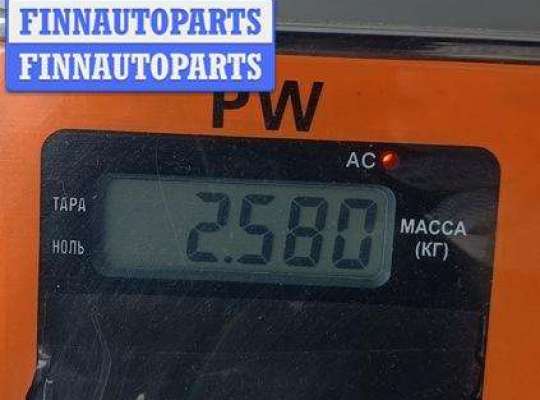 FINNAUTOPARTS
FINNAUTOPARTS
PW
AC
ТАРА
2.580
МАССА
НОЛЬ
(КГ)